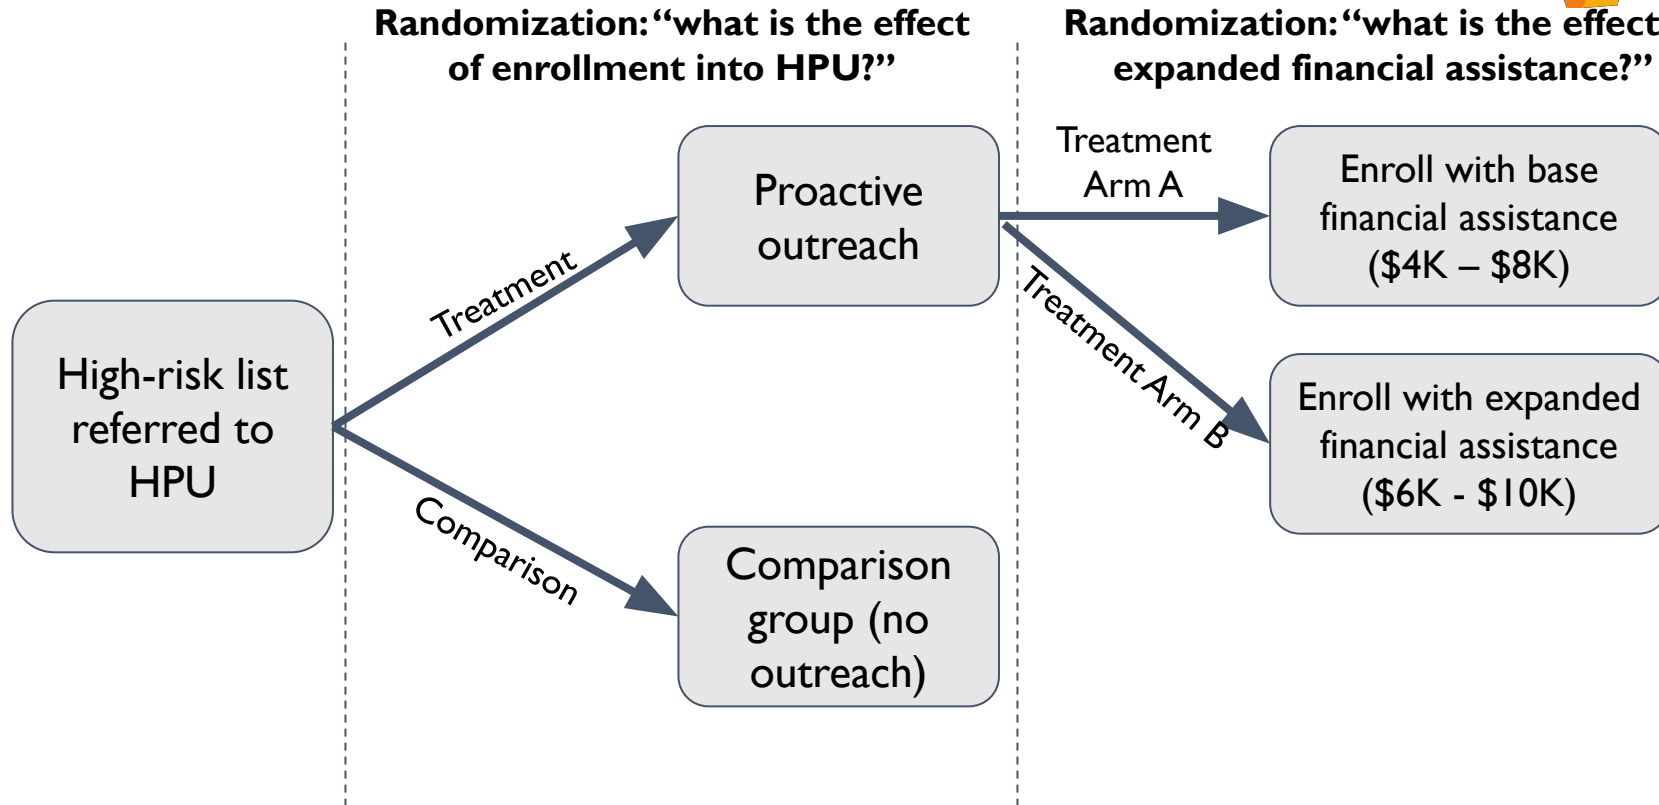 Randomization: “what is the effect
of enrollment into HPU?”
Randomization: “what is the effect
expanded financial assistance?”
High-risk list
referred to
HPU
Treatment
Comparison
Proactive
outreach
Comparison
group (no
outreach)
Treatment
Arm A
Treatment Arm B
Enroll with base
financial assistance
($4K – $8K)
Enroll with expanded
financial assistance
($6K - $10K)